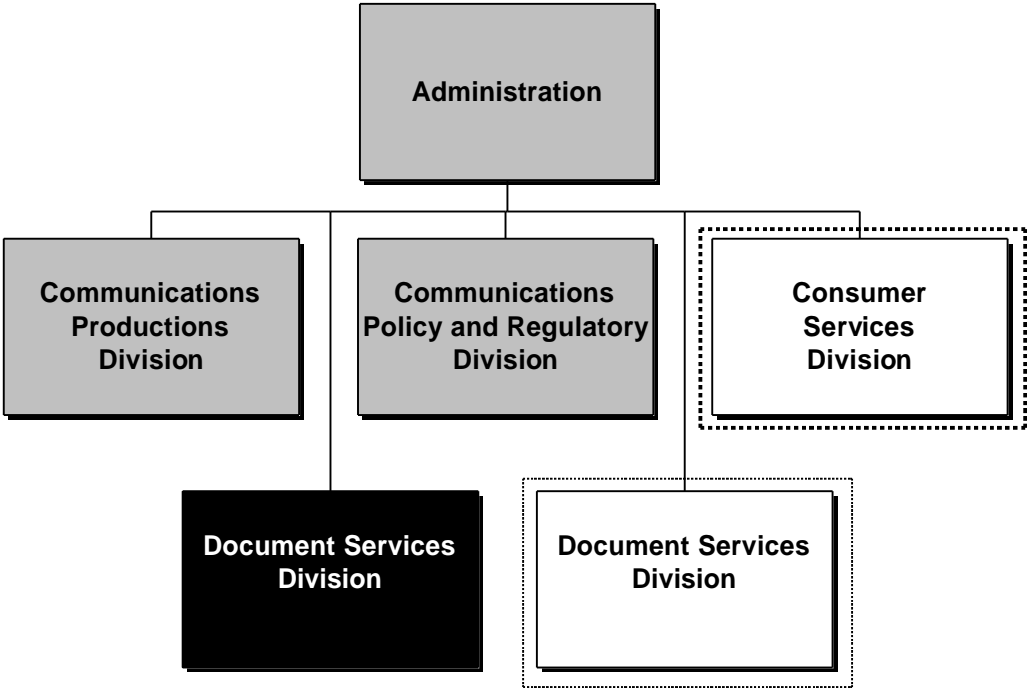 Administration
Communications
Productions
Division
Communications
Policy and Regulatory
Division
Consumer
Services
Division
Document Services
Division
Document Services
Division